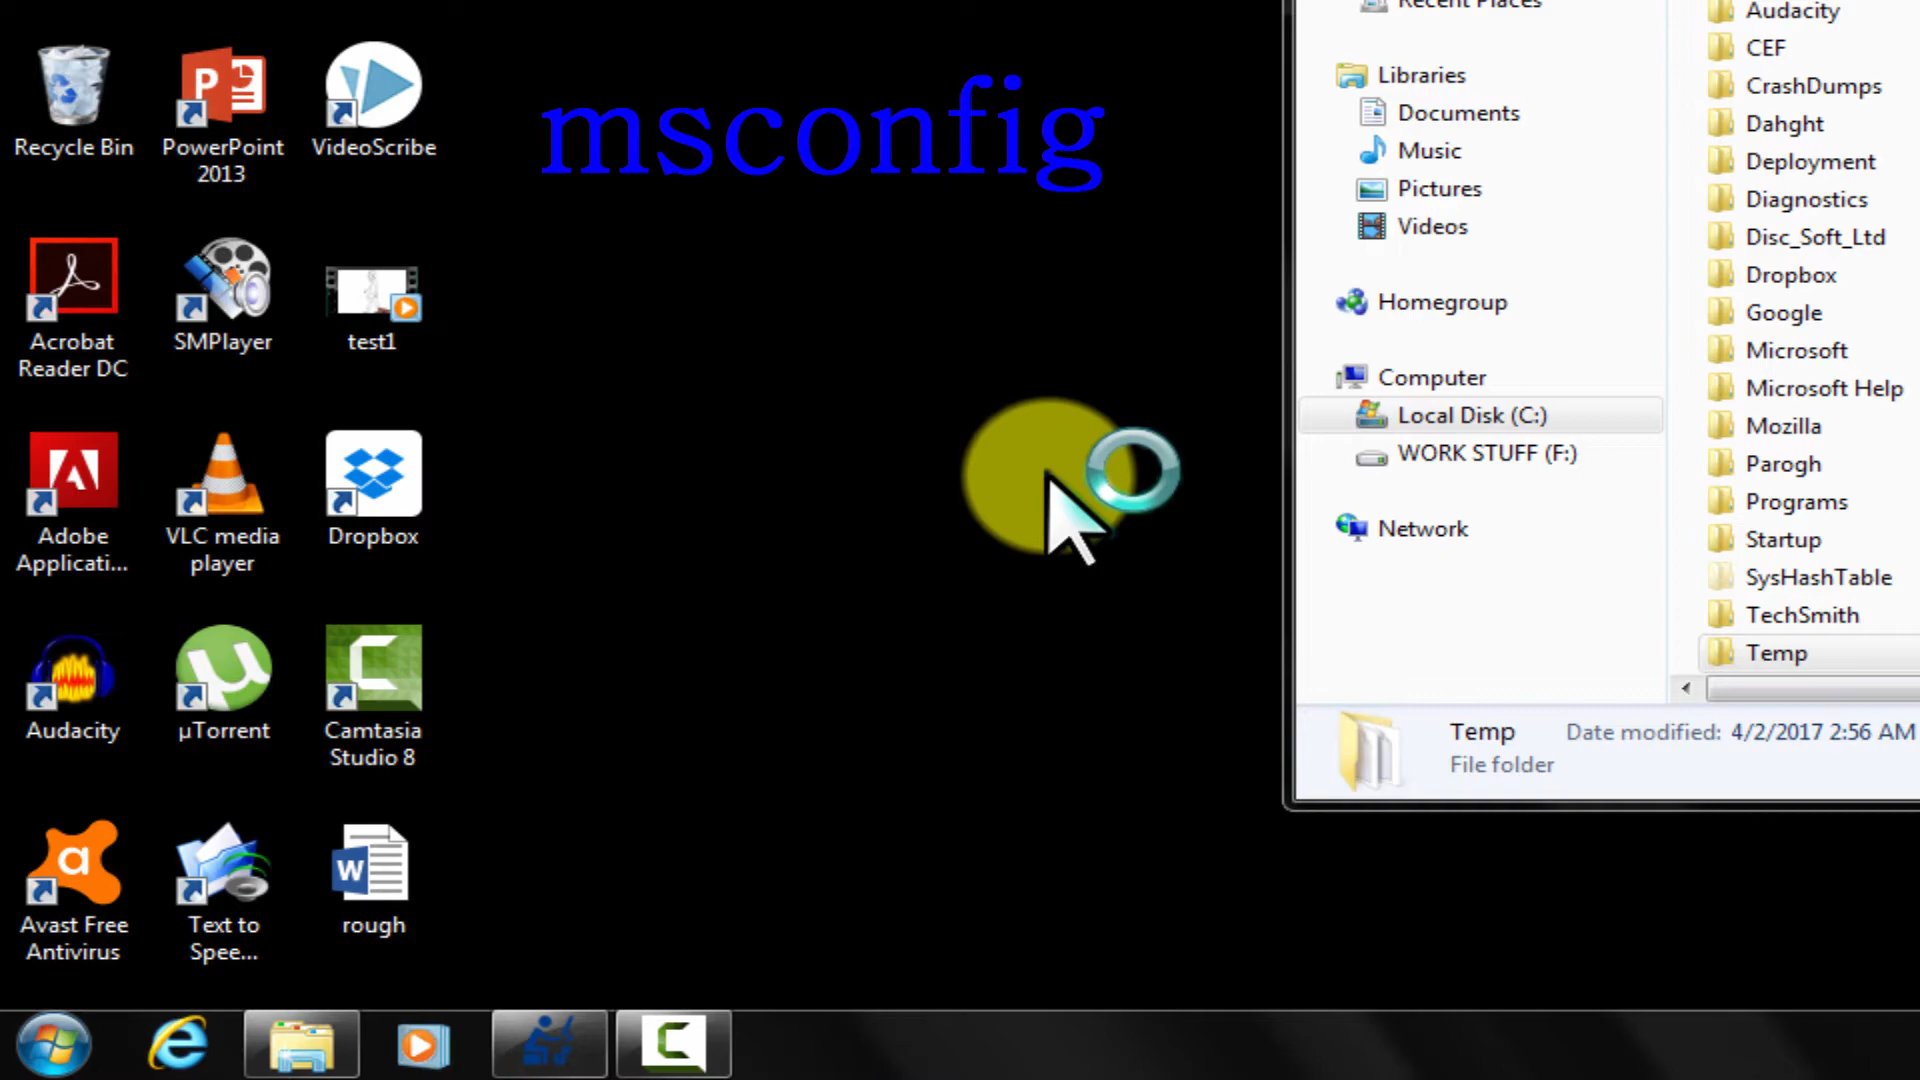 Recycle Bin
PowerPoint
2013
VideoScribe
msconfig
Acrobat
Reader DC
SMPlayer
test1
Adobe
Applicati...
VLC media
player
Dropbox
Audacity
µTorrent
Camtasia
Studio 8
Avast Free
Antivirus
Text to
Spee...
rough
Recent Places
Libraries
Documents
Music
Pictures
Videos
Homegroup
Computer
Local Disk (C:)
WORK STUFF (F:)
Network
Audacity
CEF
CrashDumps
Dahght
Deployment
Diagnostics
Disc_Soft_Ltd
Dropbox
Google
Microsoft
Microsoft Help
Mozilla
Parogh
Programs
Startup
SysHashTable
TechSmith
Temp
Temp Date modified: 4/2/2017 2:56 AM
File folder